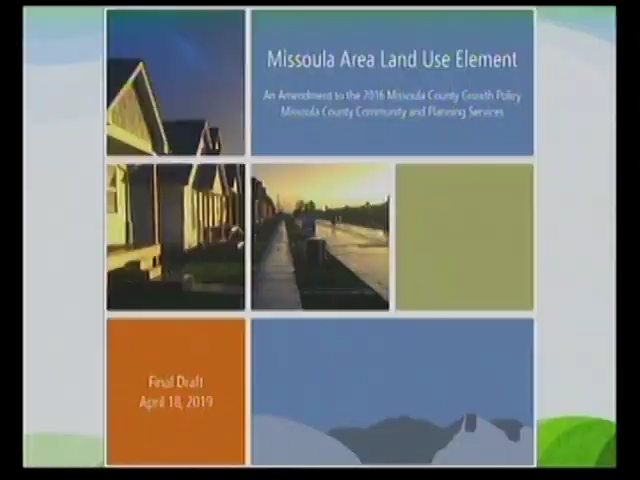 Missoula Area Land Use Element
An Amendment to the 2016 Missoula County Growth Policy
Missoula County Community and Planning Services
Final Draft
April 18, 2019